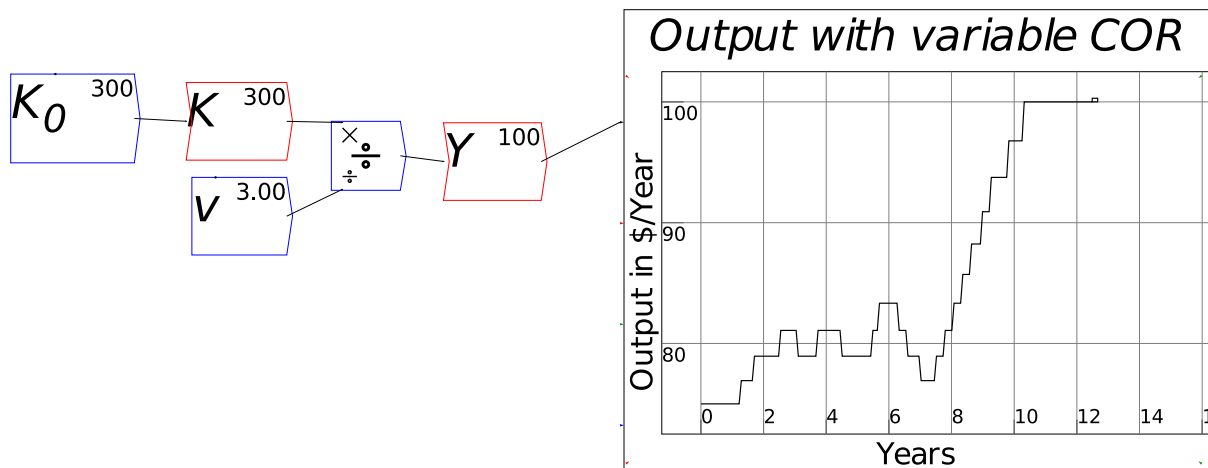 Output with variable COR
K0 300
K 300
× ÷ ÷
v 3.00
Y 100
Output in $/Year
100
90
80
0 2 4 6 8 10 12 14
Years